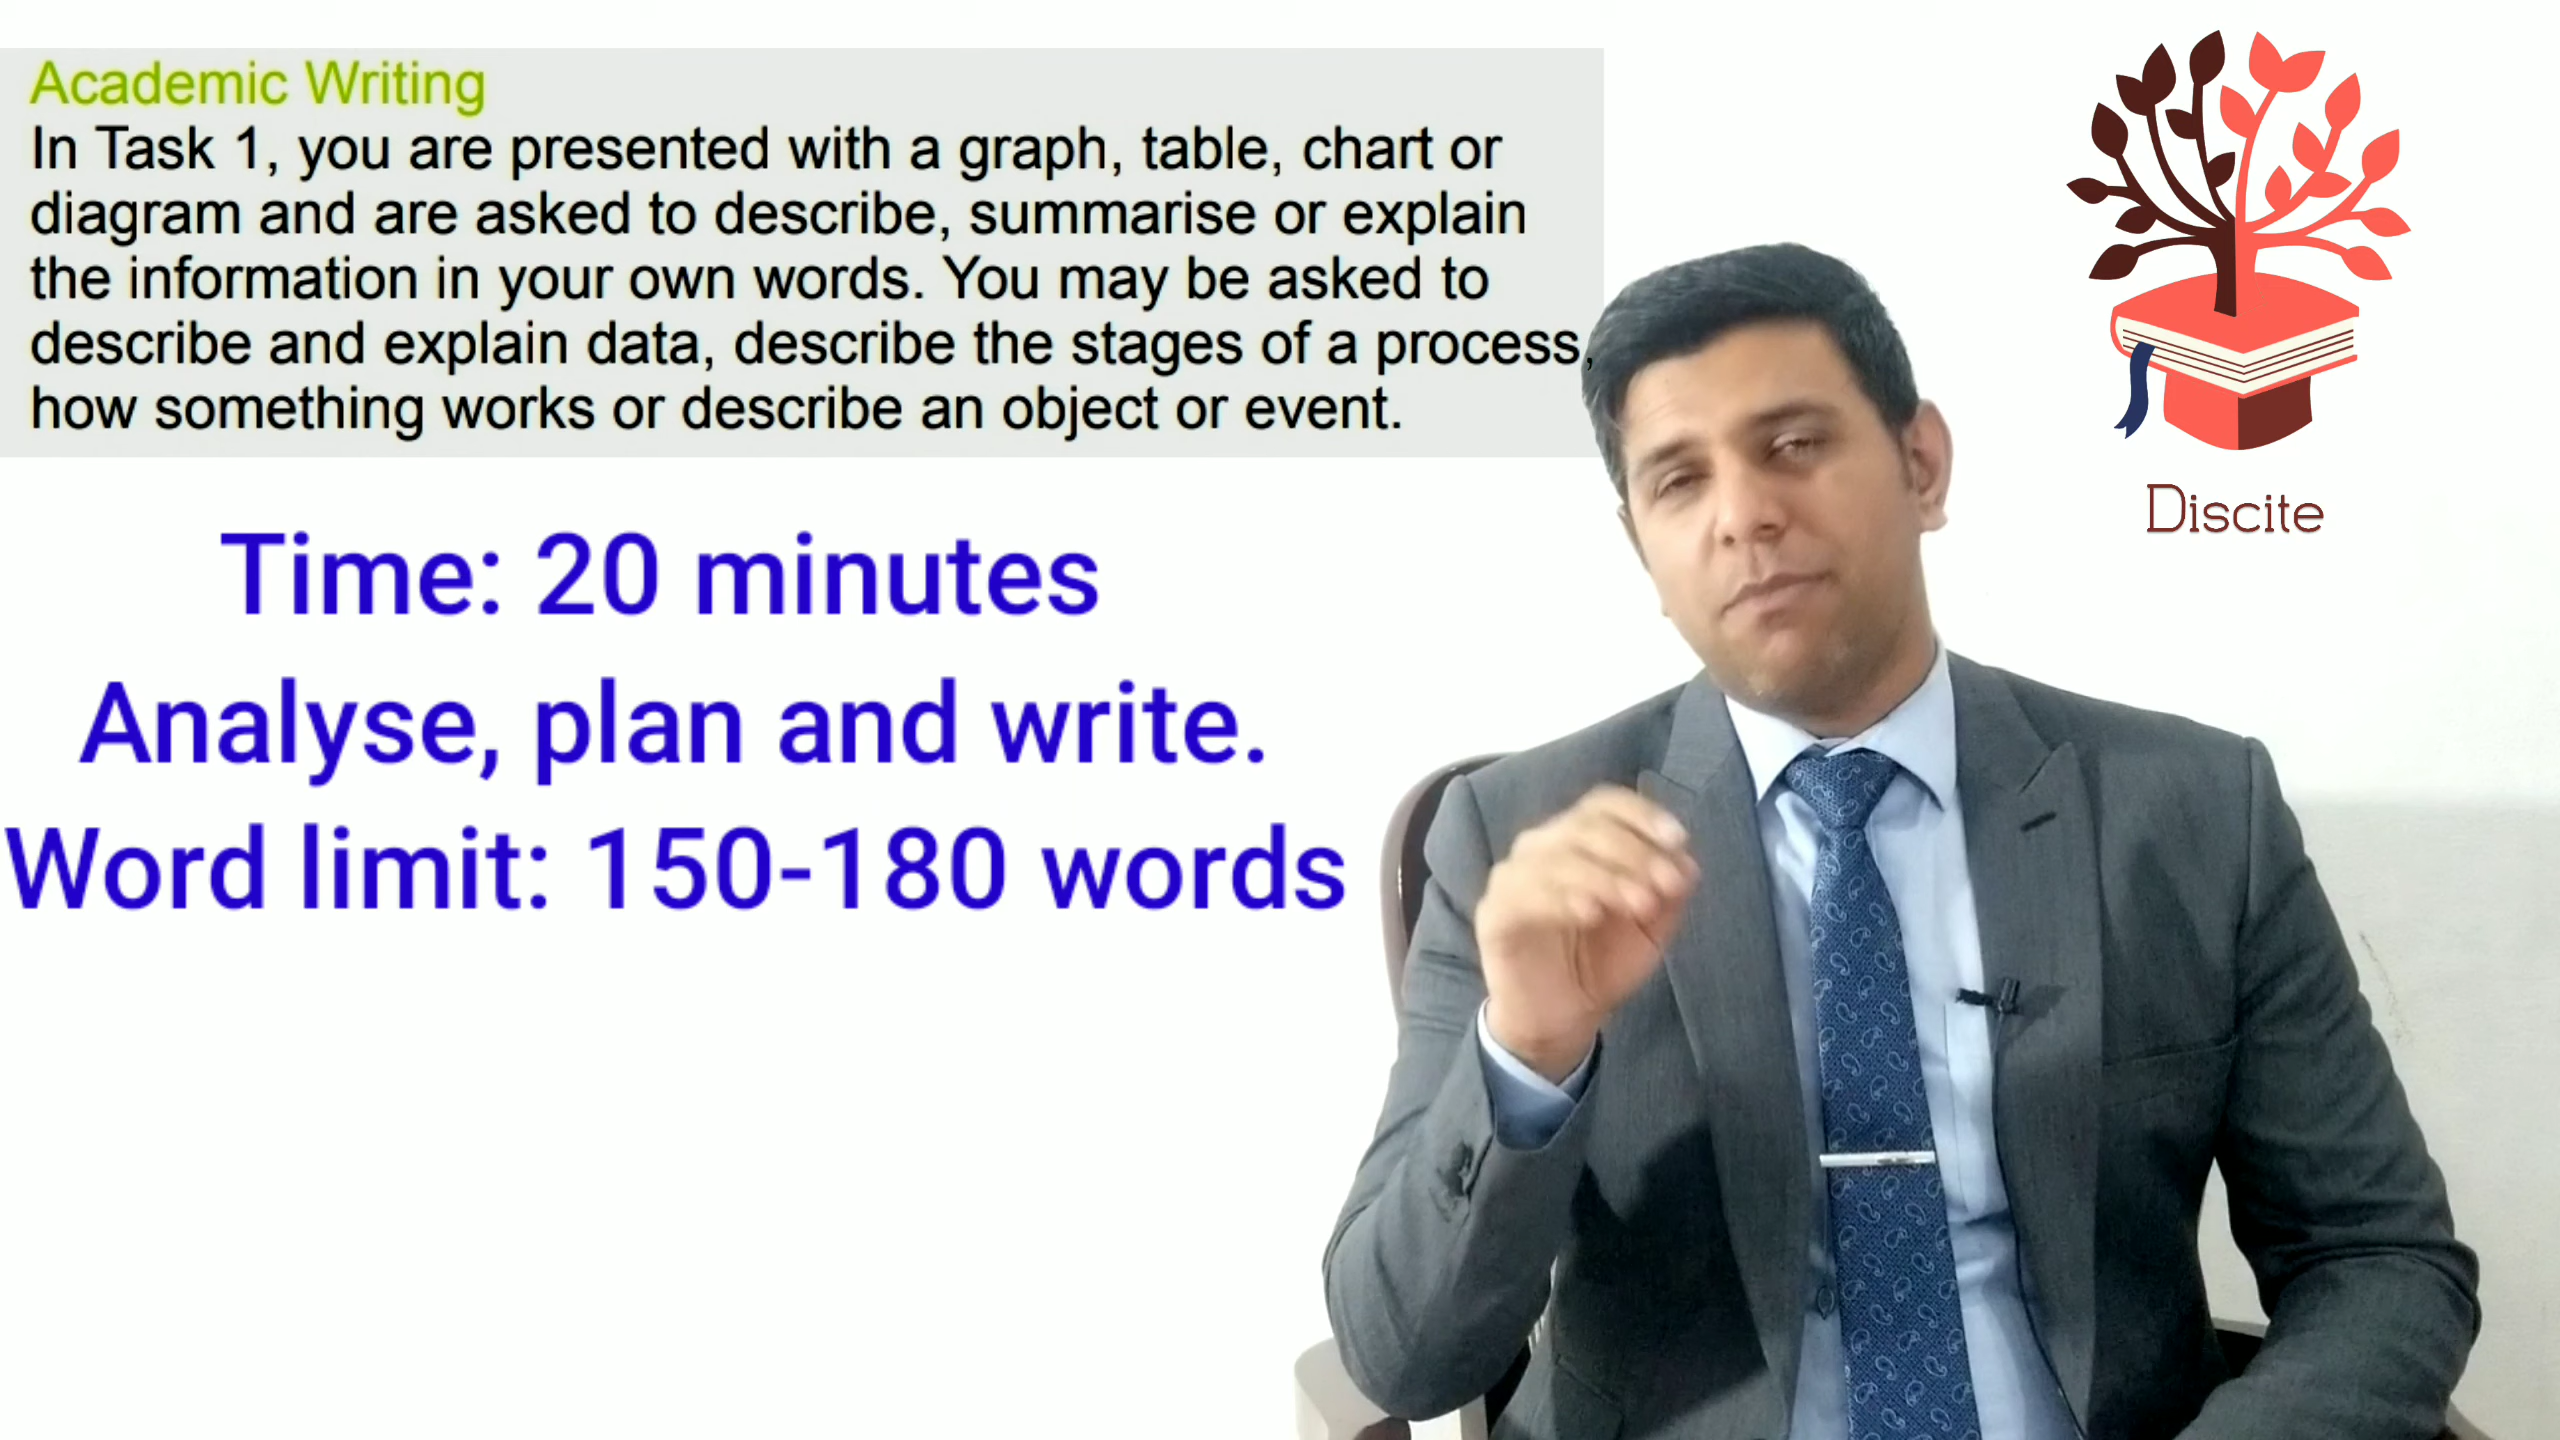 Academic Writing
In Task 1, you are presented with a graph, table, chart or
diagram and are asked to describe, summarise or explain
the information in your own words. You may be asked to
describe and explain data, describe the stages of a process,
how something works or describe an object or event.
Time: 20 minutes
Analyse, plan and write.
Word limit: 150-180 words
Discite